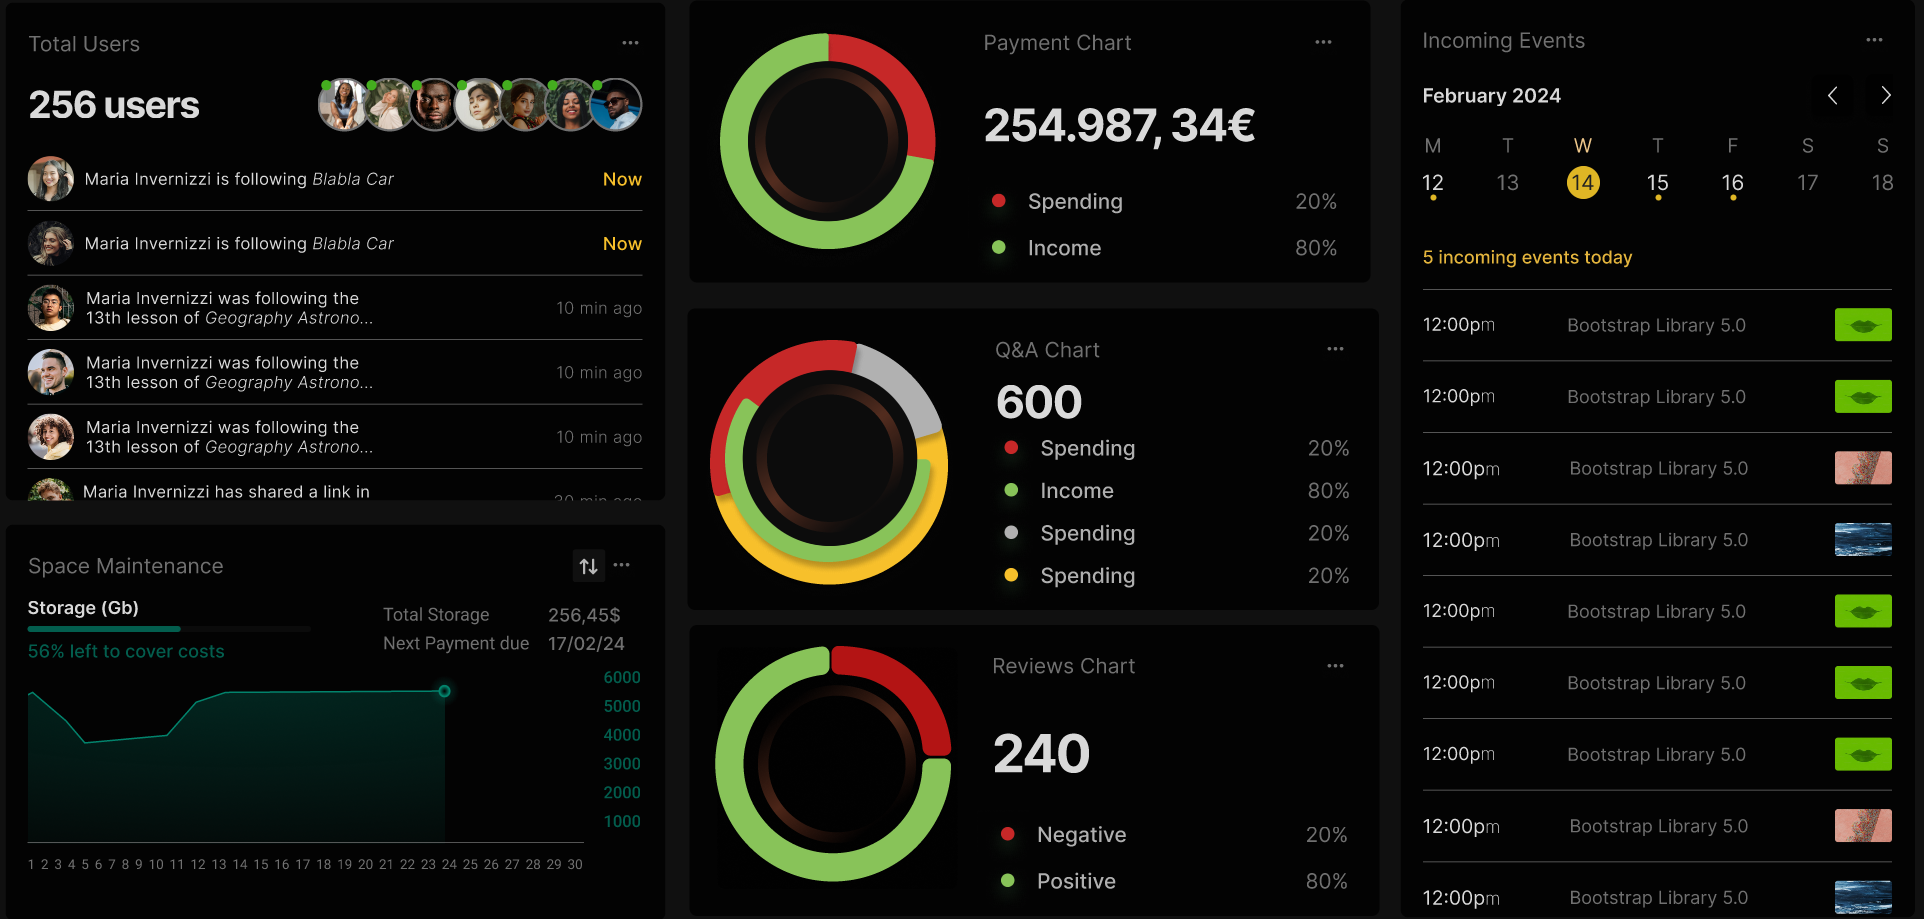 Total Users
256 users
Maria Invernizzi is following Blabla Car
Now
Maria Invernizzi is following Blabla Car
Now
Maria Invernizzi was following the
13th lesson of Geography Astrono...
10 min ago
Maria Invernizzi was following the
13th lesson of Geography Astrono...
10 min ago
Maria Invernizzi was following the
13th lesson of Geography Astrono...
10 min ago
Maria Invernizzi has shared a link in
30 min ago
Space Maintenance
Storage (Gb)
56% left to cover costs
Total Storage 256,45$
Next Payment due 17/02/24
6000
5000
4000
3000
2000
1000
1 2 3 4 5 6 7 8 9 10 11 12 13 14 15 16 17 18 19 20 21 22 23 24 25 26 27 28 29 30
Payment Chart
254.987,34€
Spending 20%
Income 80%
Q&A Chart
600
Spending 20%
Income 80%
Spending 20%
Spending 20%
Reviews Chart
240
Negative 20%
Positive 80%
Incoming Events
February 2024
M T W T F S S
12 13 14 15 16 17 18
5 incoming events today
12:00pm Bootstrap Library 5.0
12:00pm Bootstrap Library 5.0
12:00pm Bootstrap Library 5.0
12:00pm Bootstrap Library 5.0
12:00pm Bootstrap Library 5.0
12:00pm Bootstrap Library 5.0
12:00pm Bootstrap Library 5.0
12:00pm Bootstrap Library 5.0
12:00pm Bootstrap Library 5.0